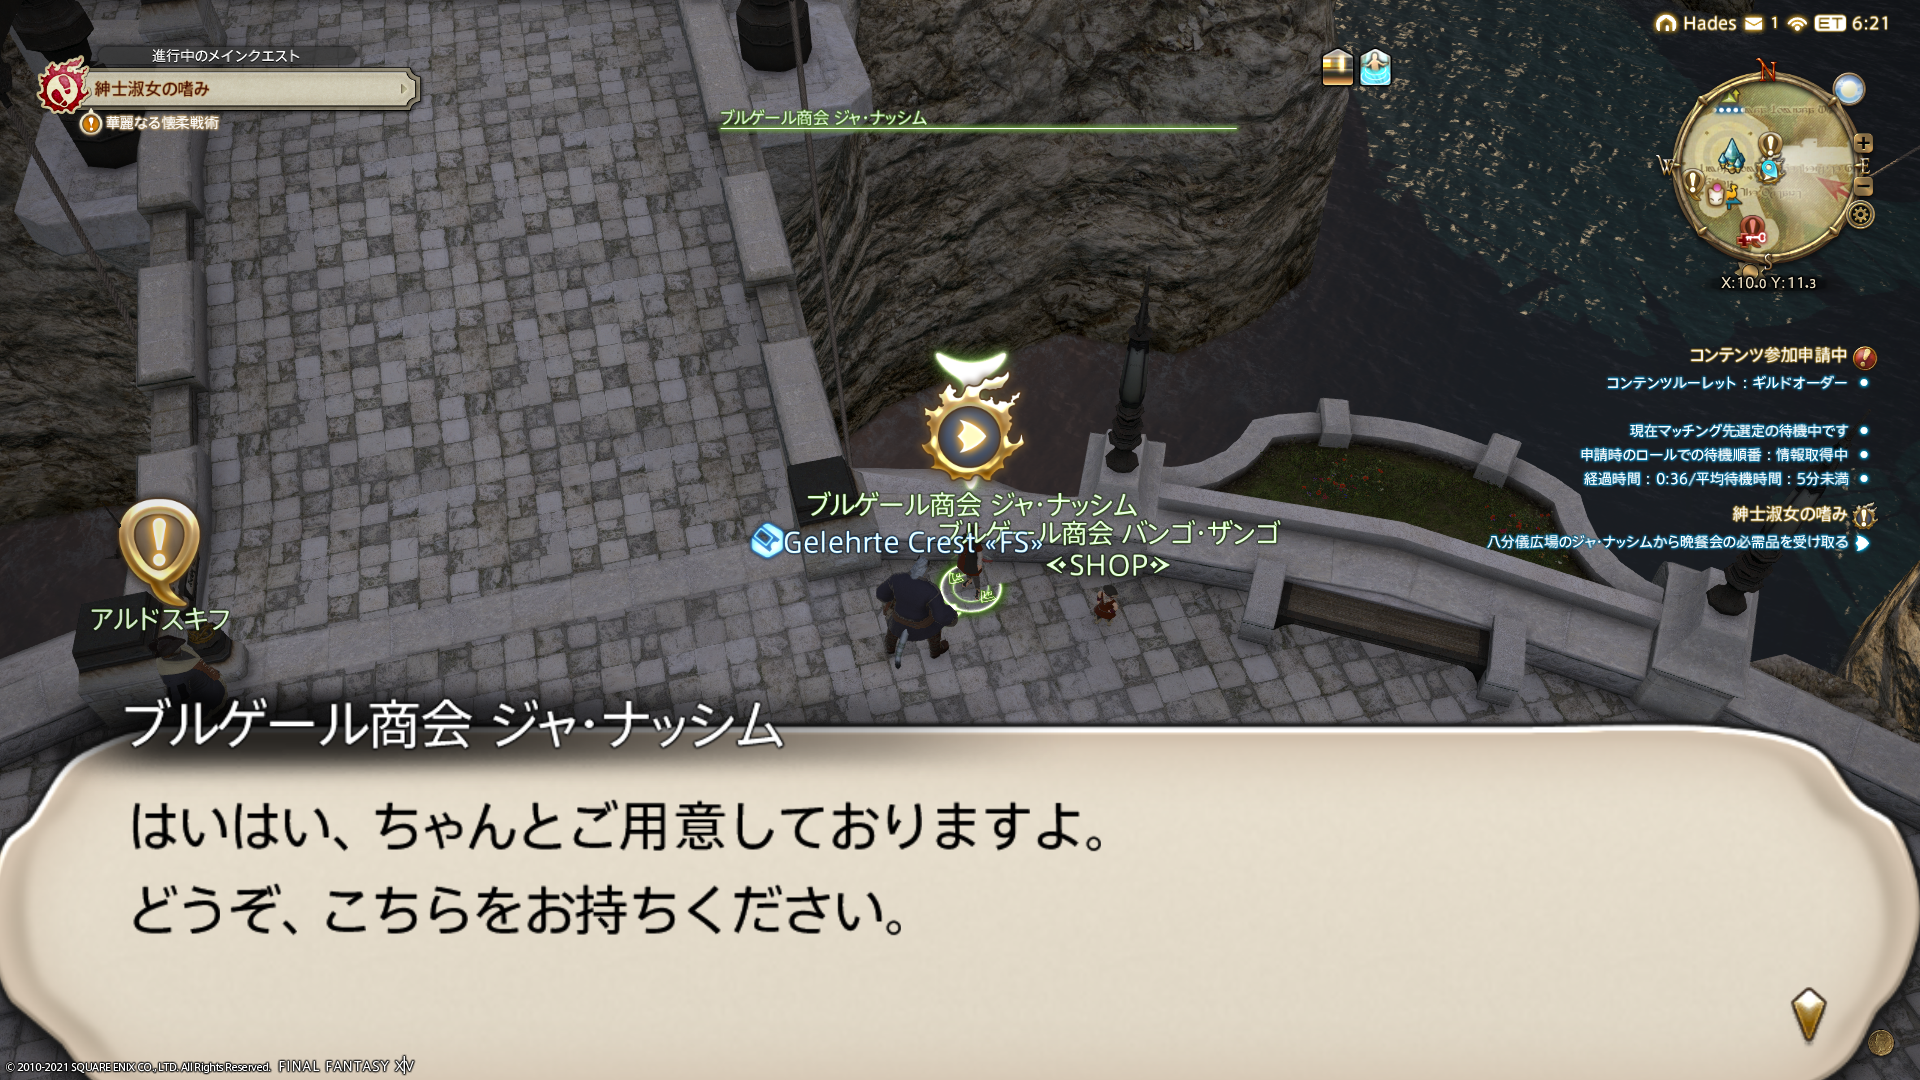 進行中のメインクエスト
紳士淑女の嗜み
華麗なる懐柔戦術
ブルゲール商会 ジャ・ナッシム
Hades 1 ET 6:21
N
W
E
S
X:10.0 Y:11.3
コンテンツ参加申請中
コンテンツルーレット：ギルドオーダー
現在マッチング先選定の待機中です
申請時のロールでの待機順番：情報取得中
経過時間：0:36/平均待機時間：5分未満
紳士淑女の嗜み
八分儀広場のジャ・ナッシムから晩餐会の必需品を受け取る
ブルゲール商会 ジャ・ナッシム
ブルゲール商会 バンゴ・ザンゴ
Gelehrte Crest «FS»
<SHOP>
アルドスキフ
ブルゲール商会 ジャ・ナッシム
はいはい、ちゃんとご用意しておりますよ。
どうぞ、こちらをお持ちください。
© 2010-2021 SQUARE ENIX CO., LTD. All Rights Reserved. FINAL FANTASY XIV